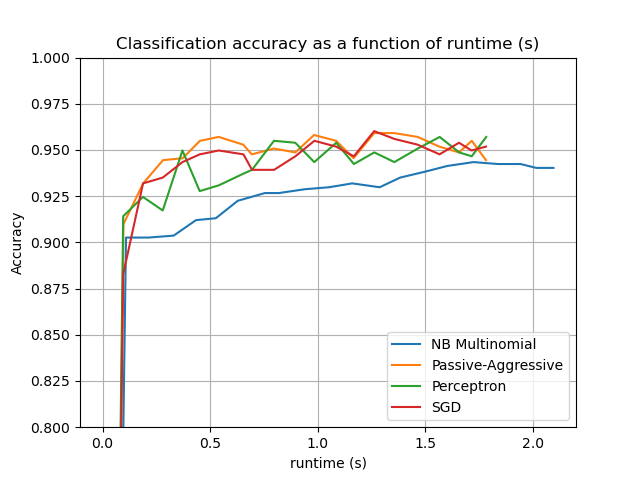 Classification accuracy as a function of runtime (s)
1.000
0.975
0.950
0.925
0.900
0.875
0.850
0.825
0.800
Accuracy
NB Multinomial
Passive-Aggressive
Perceptron
SGD
0.0 0.5 1.0 1.5 2.0
runtime (s)